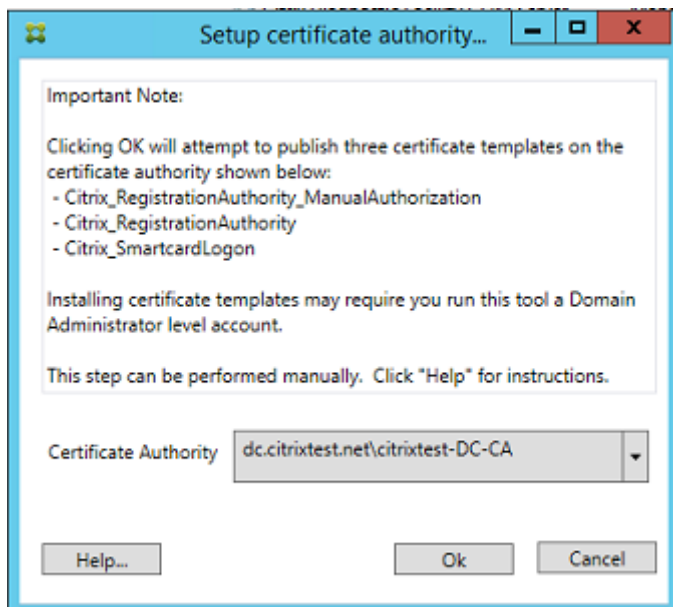 Setup certificate authority...
Important Note:
Clicking OK will attempt to publish three certificate templates on the
certificate authority shown below:
- Citrix_RegistrationAuthority_ManualAuthorization
- Citrix_RegistrationAuthority
- Citrix_SmartcardLogon
Installing certificate templates may require you run this tool a Domain
Administrator level account.
This step can be performed manually.  Click "Help" for instructions.
Certificate Authority
dc.citrixtest.net\citrixtest-DC-CA
Help...
Ok
Cancel